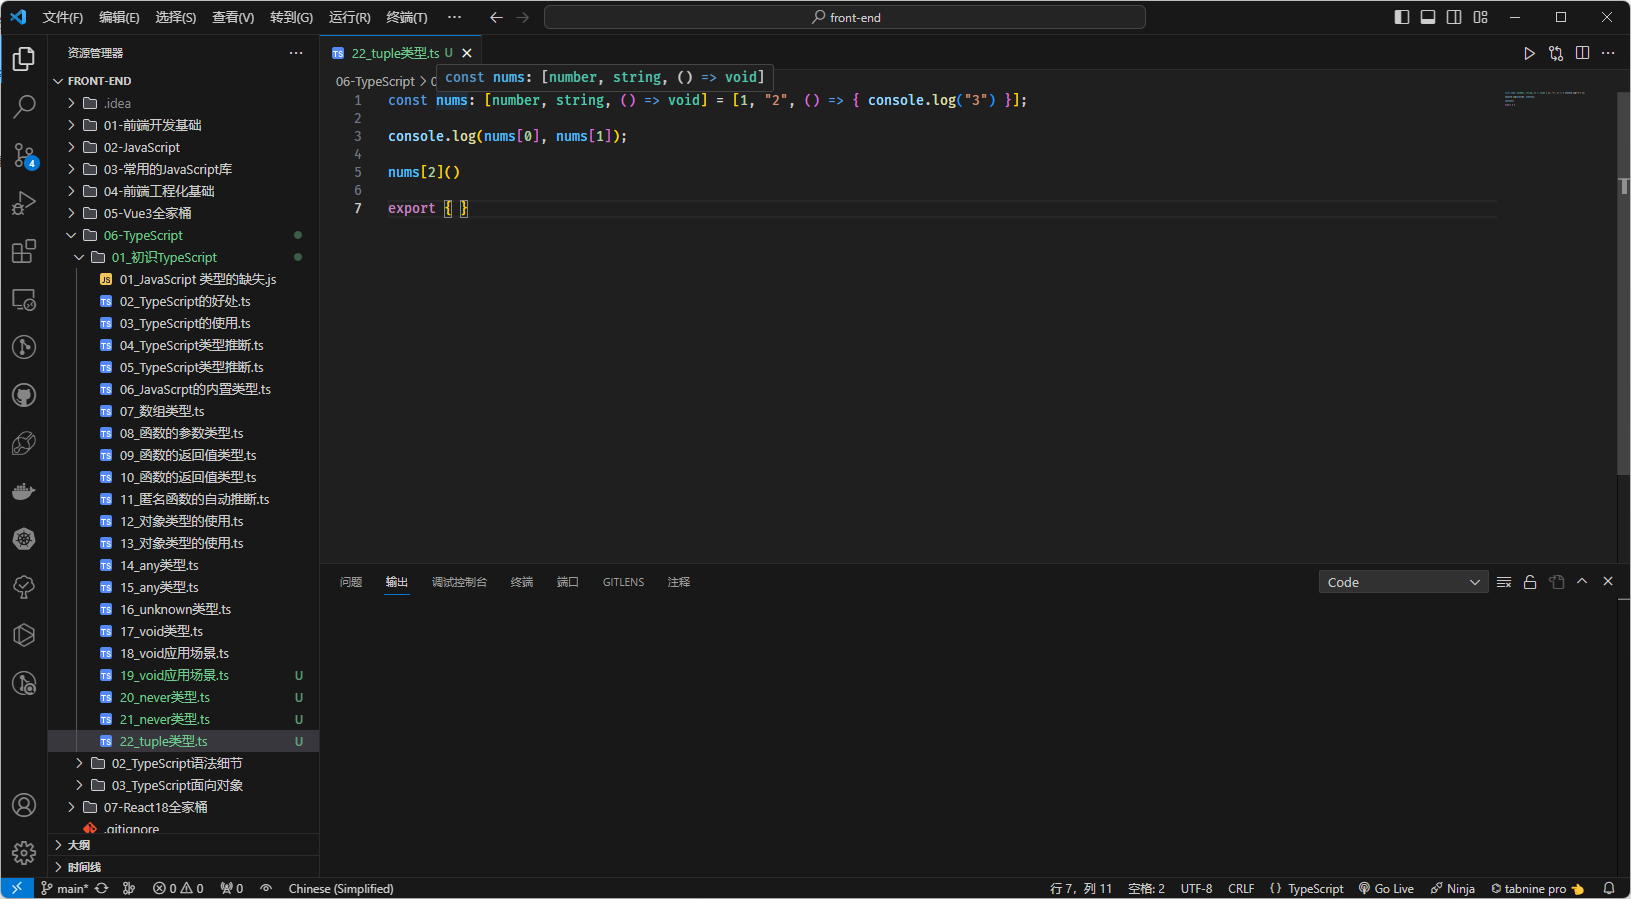 文件(F) 编辑(E) 选择(S) 查看(V) 转到(G) 运行(R) 终端(T) ··· front-end
资源管理器 ···
FRONT-END
.idea
01-前端开发基础
02-JavaScript
03-常用的JavaScript库
04-前端工程化基础
05-Vue3全家桶
06-TypeScript
01_初识TypeScript
JS 01_JavaScript 类型的缺失.js
TS 02_TypeScript的好处.ts
TS 03_TypeScript的使用.ts
TS 04_TypeScript类型推断.ts
TS 05_TypeScript类型推断.ts
TS 06_JavaScrpt的内置类型.ts
TS 07_数组类型.ts
TS 08_函数的参数类型.ts
TS 09_函数的返回值类型.ts
TS 10_函数的返回值类型.ts
TS 11_匿名函数的自动推断.ts
TS 12_对象类型的使用.ts
TS 13_对象类型的使用.ts
TS 14_any类型.ts
TS 15_any类型.ts
TS 16_unknown类型.ts
TS 17_void类型.ts
TS 18_void应用场景.ts
TS 19_void应用场景.ts U
TS 20_never类型.ts U
TS 21_never类型.ts U
TS 22_tuple类型.ts U
02_TypeScript语法细节
03_TypeScript面向对象
07-React18全家桶
.gitignore
大纲
时间线
4
TS 22_tuple类型.ts U
06-TypeScript > 0
const nums: [number, string, () => void]
1 const nums: [number, string, () => void] = [1, "2", () => { console.log("3") }];
2
3 console.log(nums[0], nums[1]);
4
5 nums[2]()
6
7 export { }
问题 输出 调试控制台 终端 端口 GITLENS 注释 Code
main* 0 0 0 Chinese (Simplified) 行 7，列 11 空格: 2 UTF-8 CRLF {} TypeScript Go Live Ninja tabnine pro